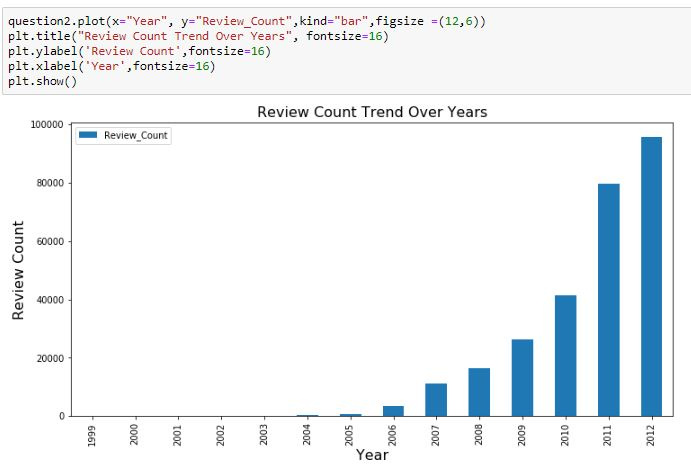 question2.plot(x="Year", y="Review_Count",kind="bar",figsize =(12,6))
plt.title("Review Count Trend Over Years", fontsize=16)
plt.ylabel('Review Count',fontsize=16)
plt.xlabel('Year',fontsize=16)
plt.show()
Review Count Trend Over Years
Review_Count
100000
80000
60000
40000
20000
0
Review Count
1999 2000 2001 2002 2003 2004 2005 2006 2007 2008 2009 2010 2011 2012
Year